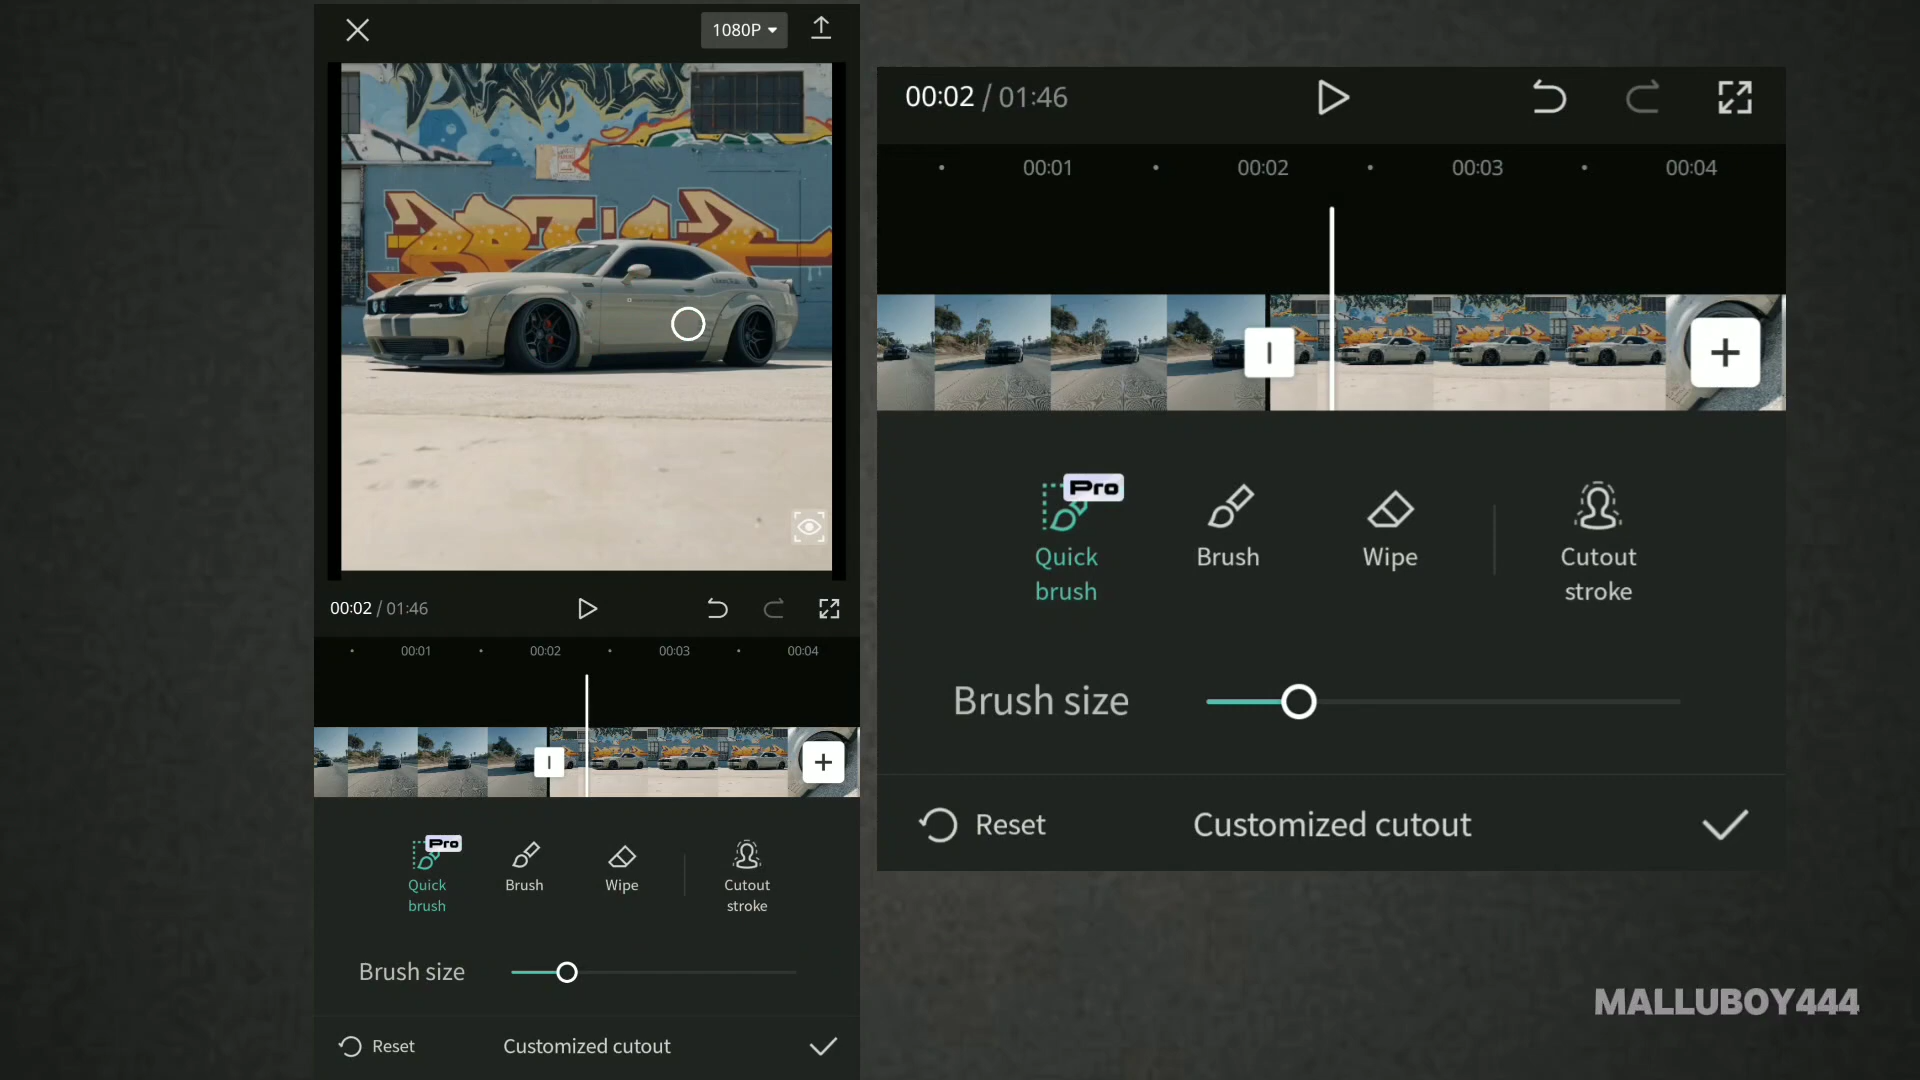 1080P
00:02 / 01:46
00:01
00:02
00:03
00:04
Pro
Quick
brush
Brush
Wipe
Cutout
stroke
Brush size
Reset
Customized cutout
00:02 / 01:46
00:01
00:02
00:03
00:04
Pro
Quick
brush
Brush
Wipe
Cutout
stroke
Brush size
Reset
Customized cutout
MALLUBOY444